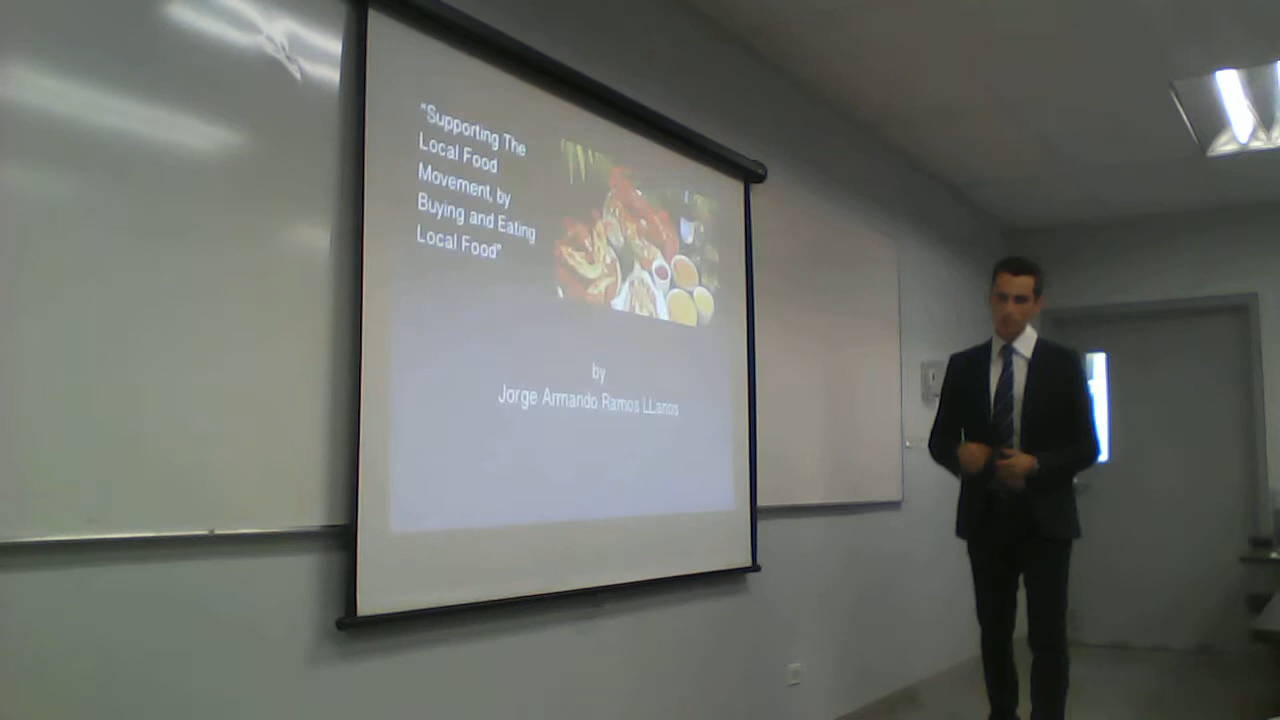 "Supporting The
Local Food
Movement, by
Buying and Eating
Local Food"
by
Jorge Armando Ramos LLanos